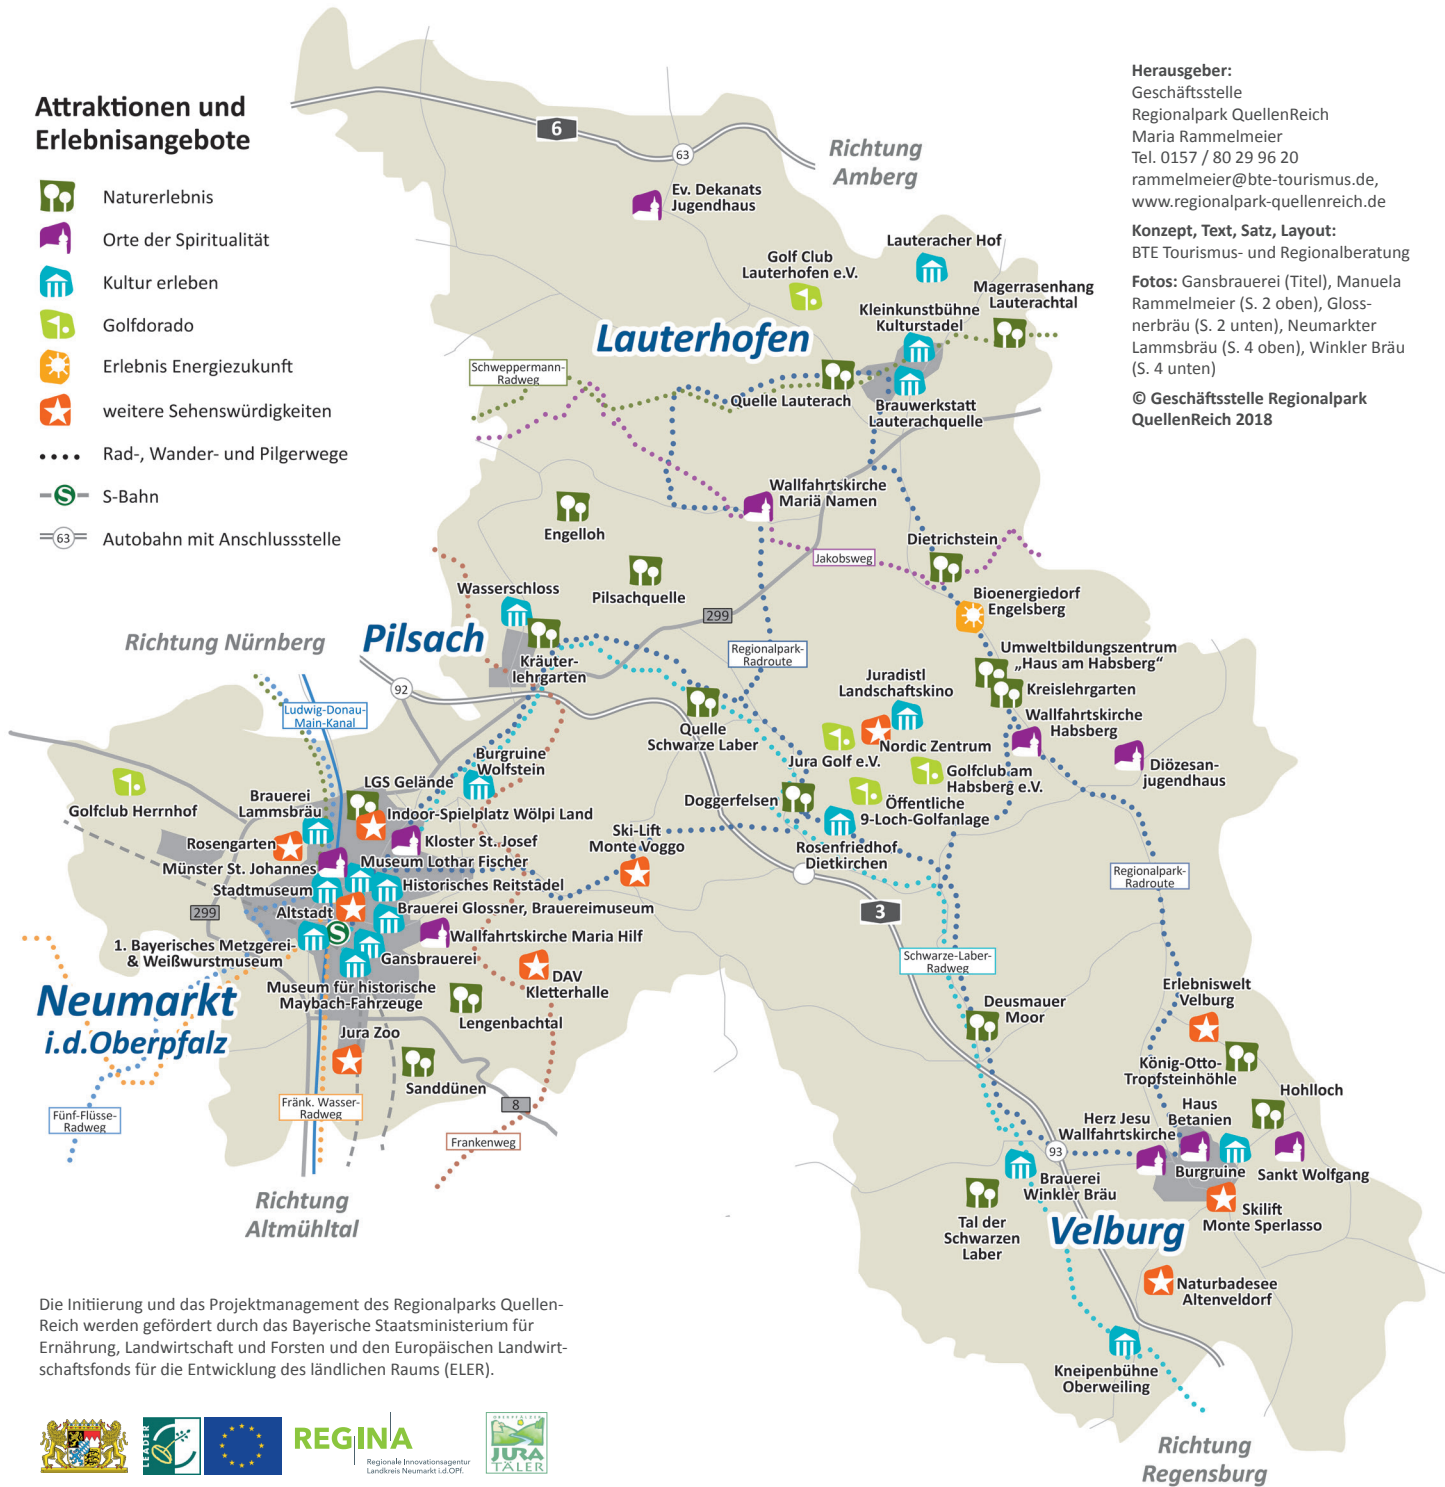 Attraktionen und
Erlebnisangebote
Naturerlebnis
Orte der Spiritualität
Kultur erleben
Golfdorado
Erlebnis Energiezukunft
weitere Sehenswürdigkeiten
Rad-, Wander- und Pilgerwege
S
S-Bahn
63
Autobahn mit Anschlussstelle
Herausgeber:
Geschäftsstelle
Regionalpark QuellenReich
Maria Rammelmeier
Tel. 0157 / 80 29 96 20
rammelmeier@bte-tourismus.de,
www.regionalpark-quellenreich.de
Konzept, Text, Satz, Layout:
BTE Tourismus- und Regionalberatung
Fotos: Gansbrauerei (Titel), Manuela
Rammelmeier (S. 2 oben), Gloss-
nerbräu (S. 2 unten), Neumarkter
Lammsbräu (S. 4 oben), Winkler Bräu
(S. 4 unten)
© Geschäftsstelle Regionalpark
QuellenReich 2018
6
63
Richtung
Amberg
Ev. Dekanats
Jugendhaus
Lauteracher Hof
Golf Club
Lauterhofen e.V.
Magerrasenhang
Lauterachtal
Kleinkunstbühne
Kulturstadel
Lauterhofen
Schweppermann-
Radweg
Quelle Lauterach
Brauwerkstatt
Lauterachquelle
Wallfahrtskirche
Mariä Namen
Engelloh
Dietrichstein
Jakobsweg
Pilsachquelle
Wasserschloss
Bioenergiedorf
Engelsberg
299
Richtung Nürnberg
Pilsach
Regionalpark-
Radroute
Umweltbildungszentrum
„Haus am Habsberg“
Kräuter-
lehrgarten
92
Juradistl
Landschaftskino
Kreislehrgarten
Ludwig-Donau-
Main-Kanal
Quelle
Schwarze Laber
Wallfahrtskirche
Habsberg
Nordic Zentrum
Jura Golf e.V.
Burgruine
Wolfstein
Golfclub am
Habsberg e.V.
Diözesan-
jugendhaus
LGS Gelände
Golfclub Herrnhof
Brauerei
Lammsbräu
Indoor-Spielplatz Wölpi Land
Doggerfelsen
Öffentliche
9-Loch-Golfanlage
Rosengarten
Kloster St. Josef
Ski-Lift
Monte Voggo
Rosenfriedhof
Dietkirchen
Münster St. Johannes
Museum Lothar Fischer
Stadtmuseum
Historisches Reitstadel
Regionalpark-
Radroute
299
Altstadt
Brauerei Glossner, Brauereimuseum
3
S
1. Bayerisches Metzgerei-
& Weißwurstmuseum
Wallfahrtskirche Maria Hilf
Gansbrauerei
Schwarze-Laber-
Radweg
Museum für historische
Maybach-Fahrzeuge
DAV
Kletterhalle
Neumarkt
i.d.Oberpfalz
Lengenbachtal
Deusmauer
Moor
Erlebniswelt
Velburg
Jura Zoo
Sanddünen
König-Otto-
Tropfsteinhöhle
Hohlloch
Fünf-Flüsse-
Radweg
Fränk. Wasser-
Radweg
8
Frankenweg
Haus
Betanien
Herz Jesu
Wallfahrtskirche
93
Burgruine
Sankt Wolfgang
Brauerei
Winkler Bräu
Richtung
Altmühltal
Tal der
Schwarzen
Laber
Velburg
Skilift
Monte Sperlasso
Naturbadesee
Altenveldorf
Kneipenbühne
Oberweiling
Richtung
Regensburg
Die Initiierung und das Projektmanagement des Regionalparks Quellen-
Reich werden gefördert durch das Bayerische Staatsministerium für
Ernährung, Landwirtschaft und Forsten und den Europäischen Landwirt-
schaftsfonds für die Entwicklung des ländlichen Raums (ELER).
LEADER
REGINA
Regionale Innovationsagentur
Landkreis Neumarkt i.d.OPf.
OBERPFÄLZER
JURA
TÄLER